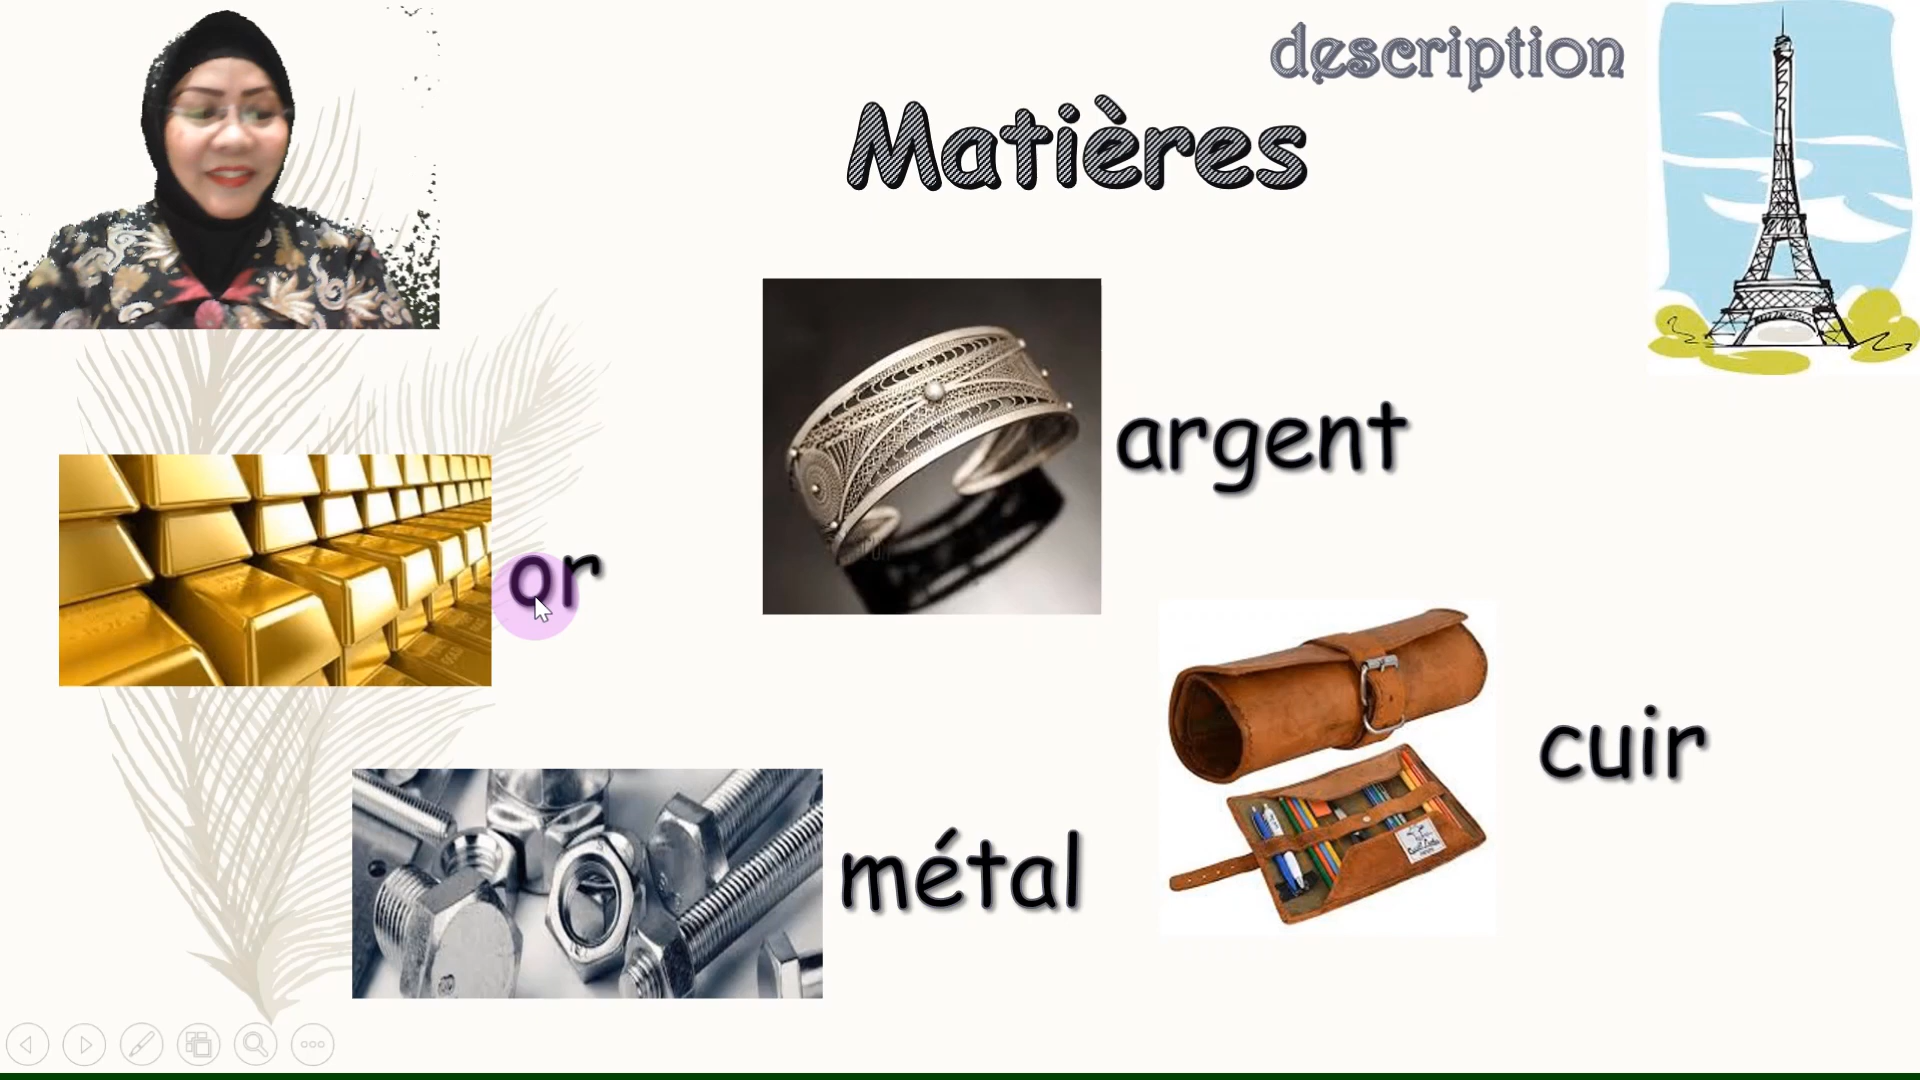 description
Matières
argent
or
cuir
métal